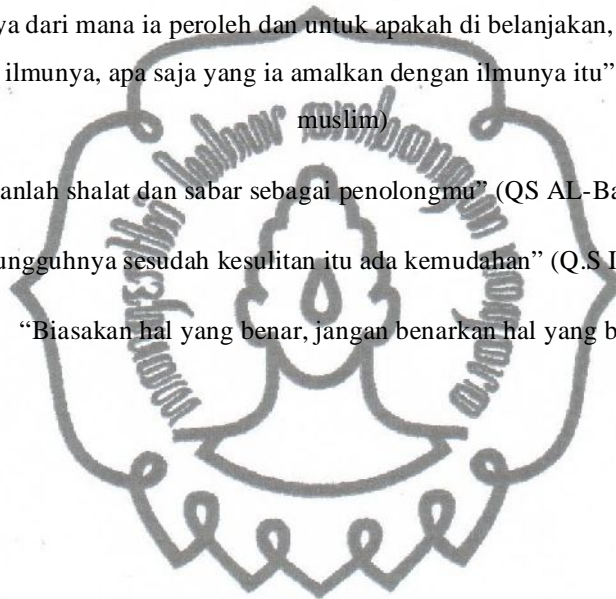 ya dari mana ia peroleh dan untuk apakah di belanjakan,
ilmunya, apa saja yang ia amalkan dengan ilmunya itu”
muslim)
anlah shalat dan sabar sebagai penolongmu” (QS AL-Ba
ungguhnya sesudah kesulitan itu ada kemudahan” (Q.S I
“Biasakan hal yang benar, jangan benarkan hal yang b